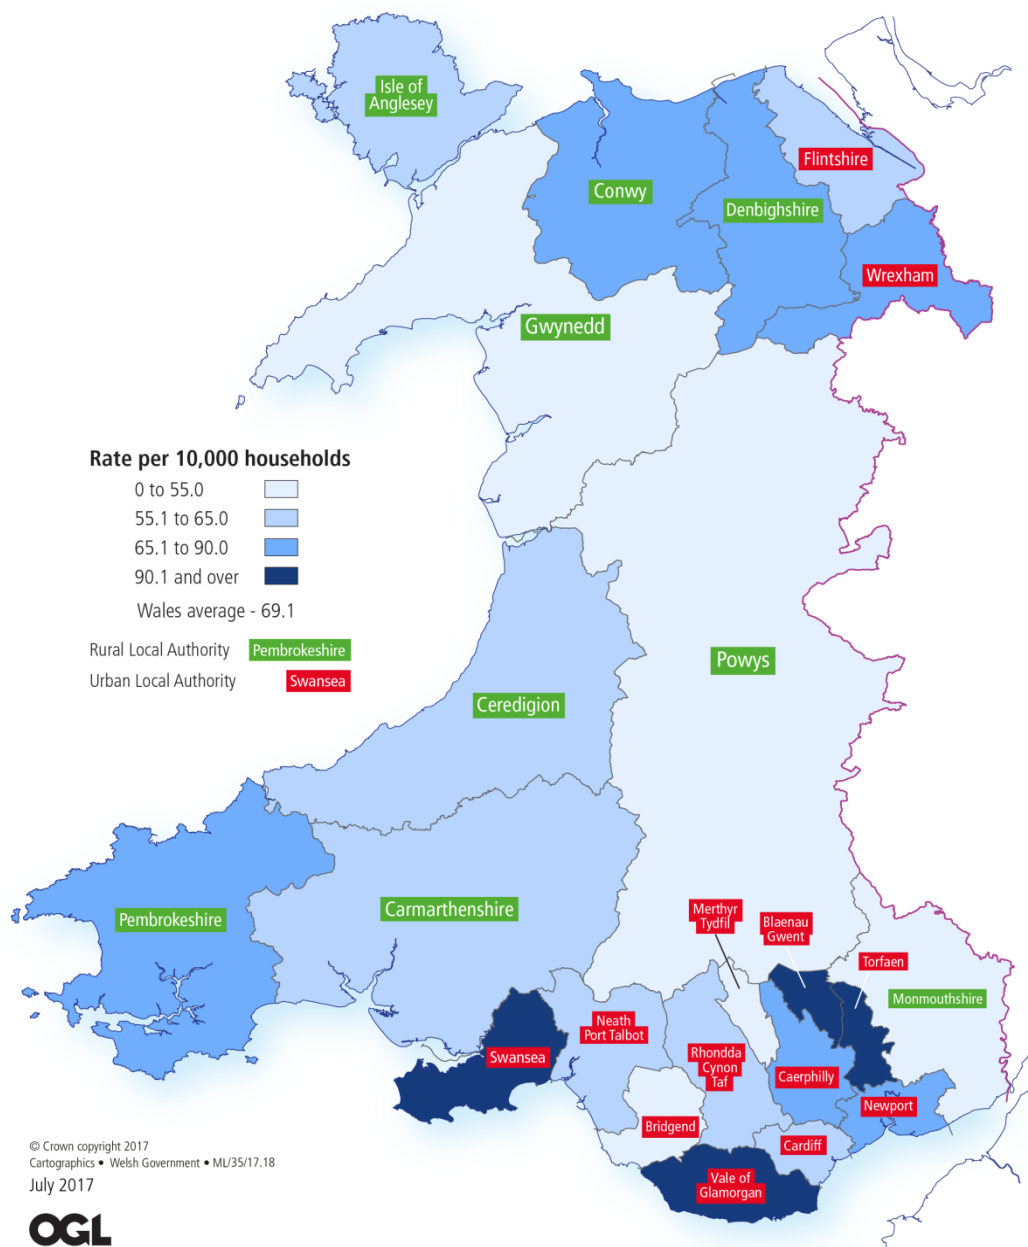 Isle of
Anglesey
Flintshire
Conwy
Denbighshire
Wrexham
Gwynedd
Rate per 10,000 households
0 to 55.0
55.1 to 65.0
65.1 to 90.0
90.1 and over
Wales average - 69.1
Rural Local Authority Pembrokeshire
Urban Local Authority Swansea
Powys
Ceredigion
Pembrokeshire
Carmarthenshire
Merthyr
Tydfil
Blaenau
Gwent
Torfaen
Monmouthshire
Neath
Port Talbot
Swansea
Rhondda
Cynon
Taf
Caerphilly
Newport
Bridgend
Cardiff
Vale of
Glamorgan
© Crown copyright 2017
Cartographics • Welsh Government • ML/35/17.18
July 2017
OGL